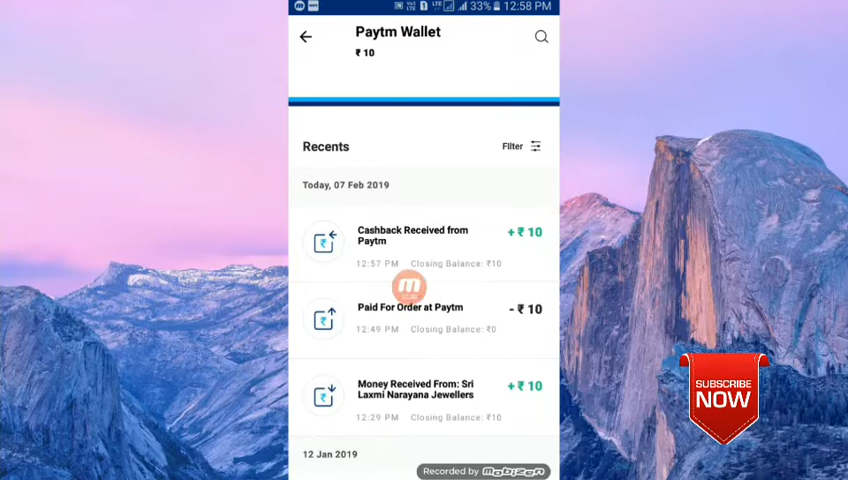 33% 12:58 PM
Paytm Wallet
₹ 10
Recents
Filter
Today, 07 Feb 2019
Cashback Received from
Paytm
+ ₹ 10
12:57 PM Closing Balance: ₹10
Paid For Order at Paytm
- ₹ 10
12:49 PM Closing Balance: ₹0
Money Received From: Sri
Laxmi Narayana Jewellers
+ ₹ 10
12:29 PM Closing Balance: ₹10
12 Jan 2019
SUBSCRIBE
NOW
Recorded by mobizen